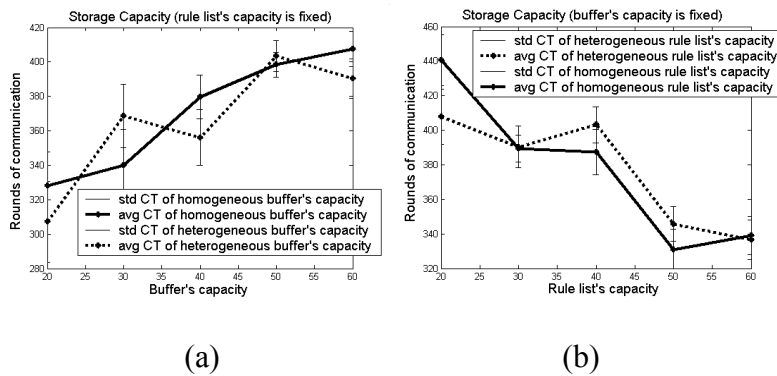 Storage Capacity (rule list's capacity is fixed)
420
400
380
360
340
320
300
280
Rounds of communication
std CT of homogeneous buffer's capacity
avg CT of homogeneous buffer's capacity
std CT of heterogeneous buffer's capacity
avg CT of heterogeneous buffer's capacity
20 25 30 35 40 45 50 55 60
Buffer's capacity
(a)
Storage Capacity (buffer's capacity is fixed)
460
440
420
400
380
360
340
320
Rounds of communication
std CT of heterogeneous rule list's capacity
avg CT of heterogeneous rule list's capacity
std CT of homogeneous rule list's capacity
avg CT of homogeneous rule list's capacity
20 25 30 35 40 45 50 55 60
Rule list's capacity
(b)